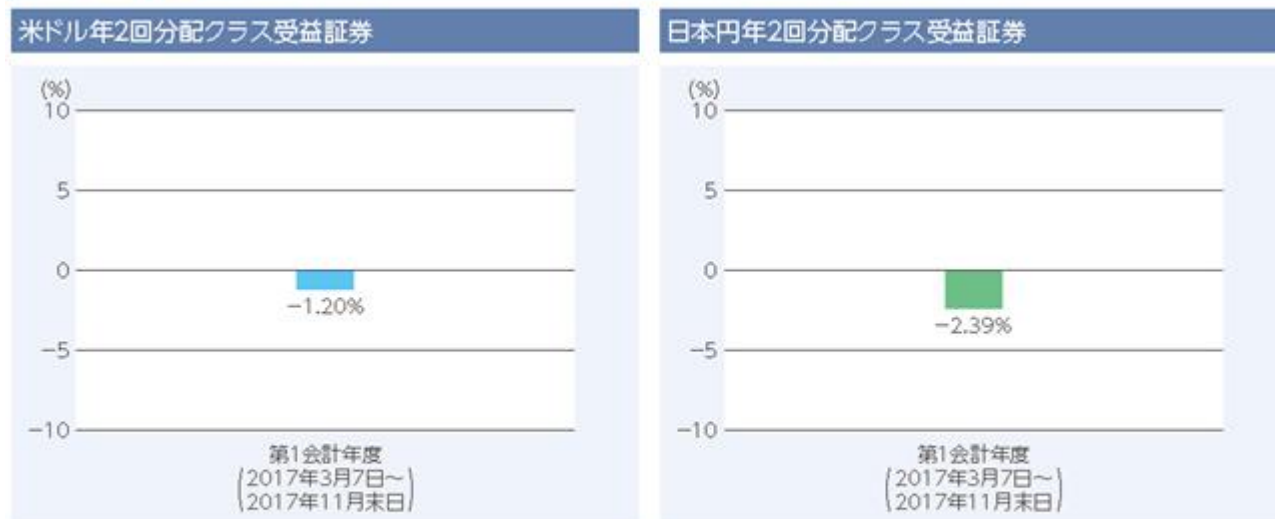 米ドル年2回分配クラス受益証券
(%)
10
5
0
−1.20%
−5
−10
第1会計年度
(2017年3月7日～
2017年11月末日)
日本円年2回分配クラス受益証券
(%)
10
5
0
−2.39%
−5
−10
第1会計年度
(2017年3月7日～
2017年11月末日)